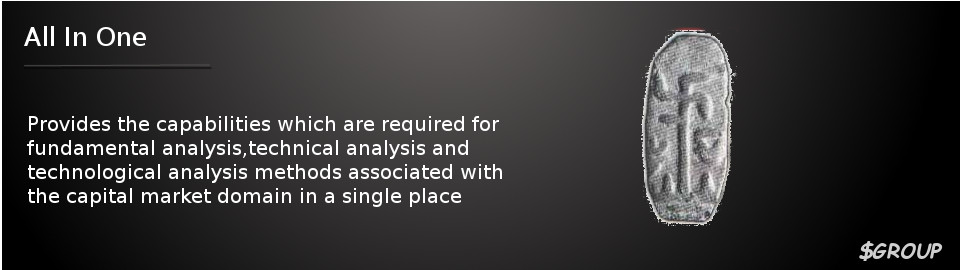 All In One
Provides the capabilities which are required for
fundamental analysis,technical analysis and
technological analysis methods associated with
the capital market domain in a single place
$GROUP